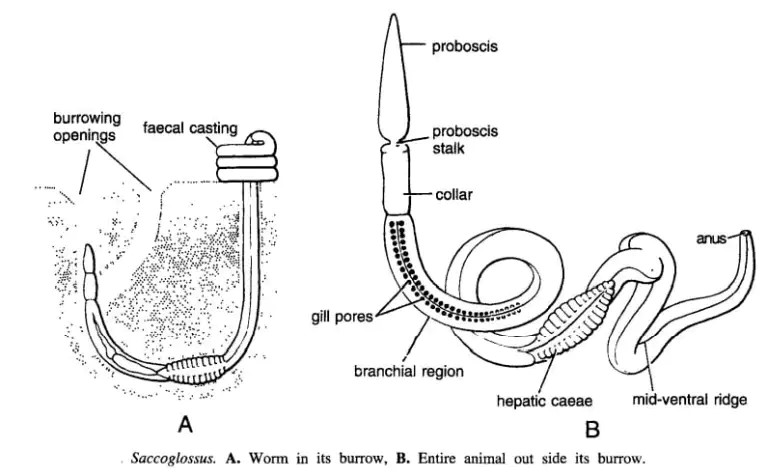 burrowing
openings
faecal casting
A
proboscis
proboscis
stalk
collar
anus
gill pores
branchial region
hepatic caeae
mid-ventral ridge
B
Saccoglossus. A. Worm in its burrow, B. Entire animal out side its burrow.